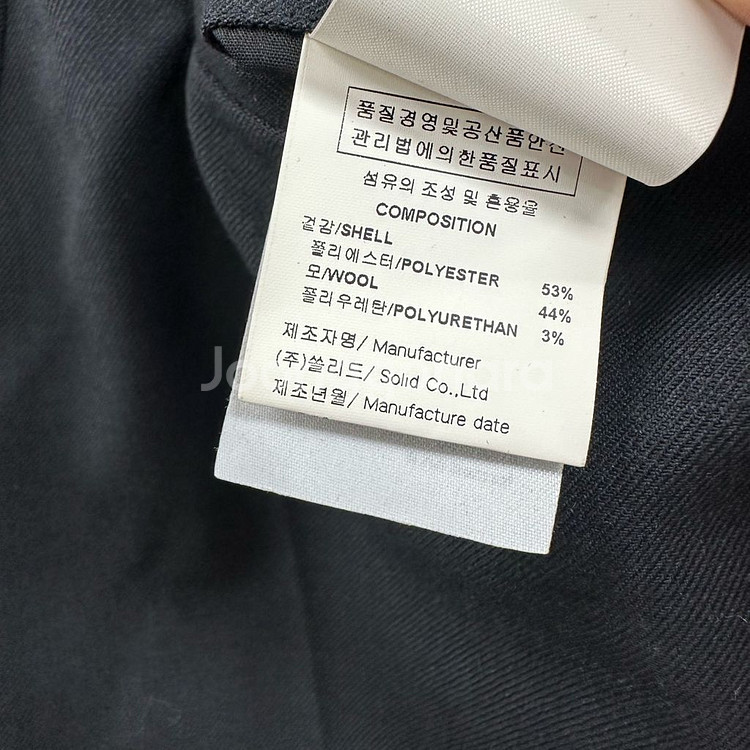 품질경영및공산품안전
관리법에의한품질표시
섬유의 조성 및 혼용율
COMPOSITION
겉감/SHELL
폴리에스터/POLYESTER 53%
모/WOOL 44%
폴리우레탄/POLYURETHAN 3%
제조자명/ Manufacturer
(주)쏠리드/ Solid Co.,Ltd
제조년월/ Manufacture date